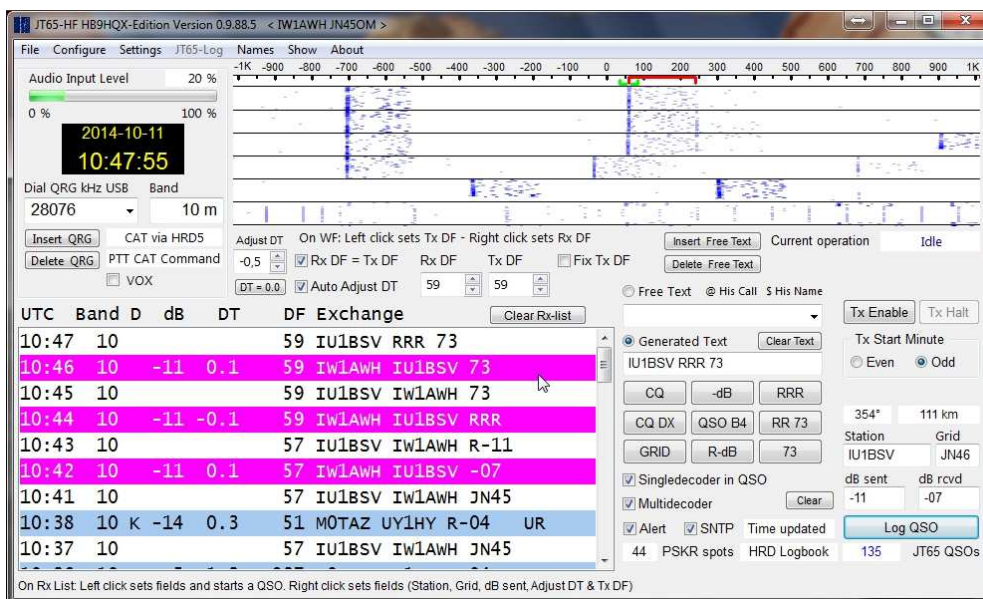 JT65-HF HB9HQX-Edition Version 0.9.88.5 < IW1AWH JN45OM >
File Configure Settings JT65-Log Names Show About
-1K -900 -800 -700 -600 -500 -400 -300 -200 -100 0 100 200 300 400 500 600 700 800 900 1K
Audio Input Level 20 %
0 % 100 %
2014-10-11
10:47:55
Dial QRG kHz USB Band
28076 10 m
Insert QRG CAT via HRD5
Delete QRG PTT CAT Command
VOX
Adjust DT On WF: Left click sets Tx DF - Right click sets Rx DF
-0,5 Rx DF = Tx DF Rx DF Tx DF Fix Tx DF
DT = 0.0 Auto Adjust DT 59 59
Insert Free Text Current operation Idle
Delete Free Text
UTC Band D dB DT DF Exchange Clear Rx-list
10:47 10 59 IU1BSV RRR 73
10:46 10 -11 0.1 59 IW1AWH IU1BSV 73
10:45 10 59 IU1BSV IW1AWH 73
10:44 10 -11 -0.1 59 IW1AWH IU1BSV RRR
10:43 10 57 IU1BSV IW1AWH R-11
10:42 10 -11 0.1 57 IW1AWH IU1BSV -07
10:41 10 57 IU1BSV IW1AWH JN45
10:38 10 K -14 0.3 51 M0TAZ UY1HY R-04 UR
10:37 10 57 IU1BSV IW1AWH JN45
Free Text @ His Call $ His Name
Generated Text Clear Text
IU1BSV RRR 73
CQ -dB RRR
CQ DX QSO B4 RR 73
GRID R-dB 73
Singledecoder in QSO
Multidecoder Clear
Alert SNTP Time updated
44 PSKR spots HRD Logbook
Tx Enable Tx Halt
Tx Start Minute
Even Odd
354° 111 km
Station Grid
IU1BSV JN46
dB sent dB rcvd
-11 -07
Log QSO
135 JT65 QSOs
On Rx List: Left click sets fields and starts a QSO. Right click sets fields (Station, Grid, dB sent, Adjust DT & Tx DF)